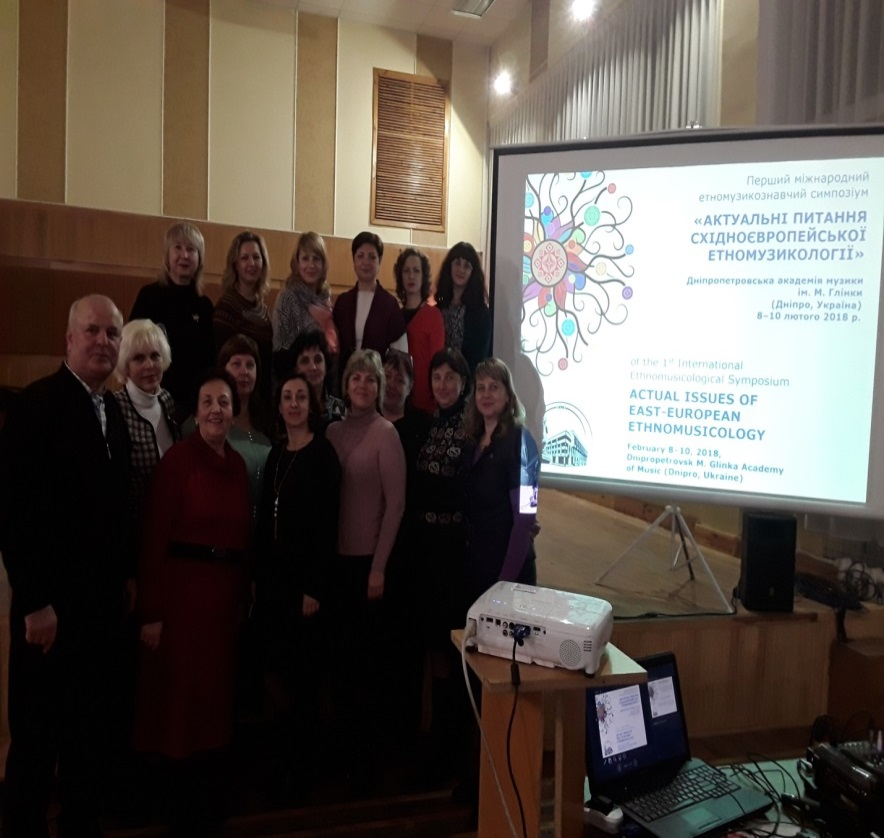 Перший міжнародний
етномузикознавчий симпозіум
«АКТУАЛЬНІ ПИТАННЯ
СХІДНОЄВРОПЕЙСЬКОЇ
ЕТНОМУЗИКОЛОГІЇ»
Дніпропетровська академія музики
ім. М. Глінки
(Дніпро, Україна)
8–10 лютого 2018 р.
of the 1st International
Ethnomusicological Symposium
ACTUAL ISSUES OF
EAST-EUROPEAN
ETHNOMUSICOLOGY
February 8-10, 2018,
Dnipropetrovsk M. Glinka Academy
of Music (Dnipro, Ukraine)